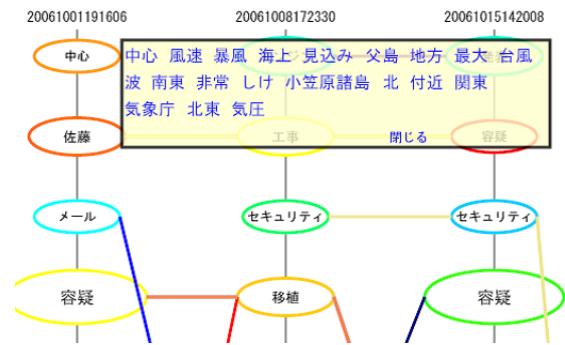 20061001191606 20061008172330 20061015142008
中心
中心 風速 暴風 海上 見込み 父島 地方 最大 台風
波 南東 非常 しけ 小笠原諸島 北 付近 関東
気象庁 北東 気圧
閉じる
佐藤 工事 容疑
メール セキュリティ セキュリティ
容疑 移植 容疑